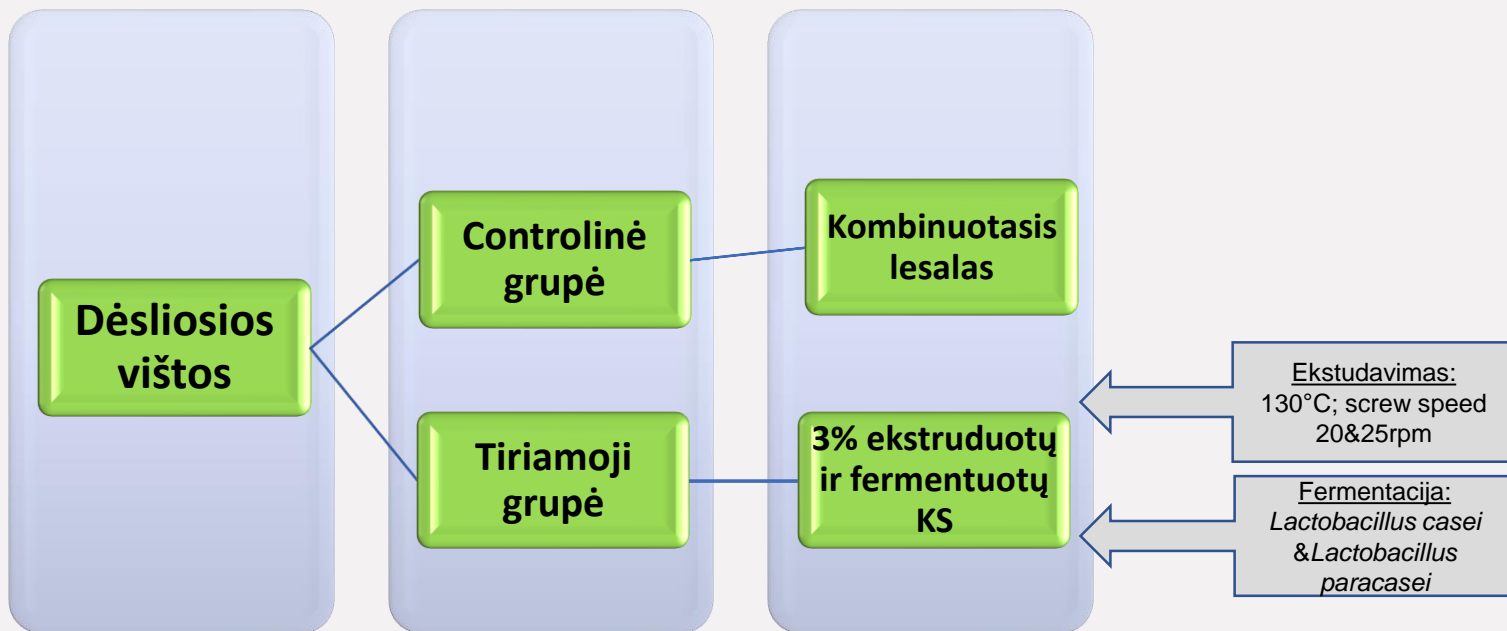 Dėsliosios
vištos
Controlinė
grupė
Tiriamoji
grupė
Kombinuotasis
lesalas
3% ekstruduotų
ir fermentuotų
KS
Ekstudavimas:
130°C; screw speed
20&25rpm
Fermentacija:
Lactobacillus casei
&Lactobacillus
paracasei